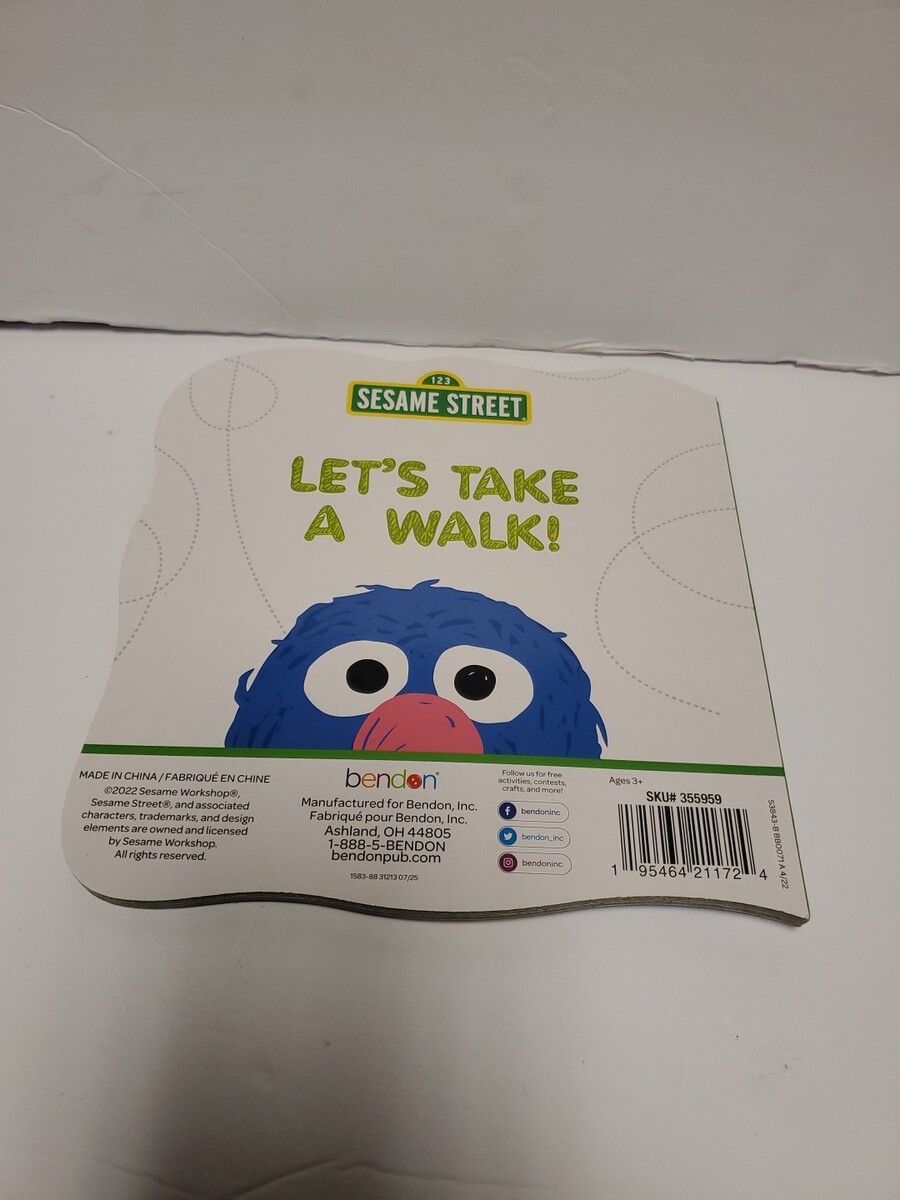 123
SESAME STREET
LET'S TAKE
A WALK!
MADE IN CHINA / FABRIQUÉ EN CHINE
©2022 Sesame Workshop®,
Sesame Street®, and associated
characters, trademarks, and design
elements are owned and licensed
by Sesame Workshop.
All rights reserved.
bendon®
Manufactured for Bendon, Inc.
Fabriqué pour Bendon, Inc.
Ashland, OH 44805
1-888-5-BENDON
bendonpub.com
1583-88 31213 07/25
Follow us for free
activities, contests,
crafts, and more!
bendoninc
bendon_inc
bendoninc
Ages 3+
SKU# 355959
1 95464 21172 4
53843-B B80071 A 4/22